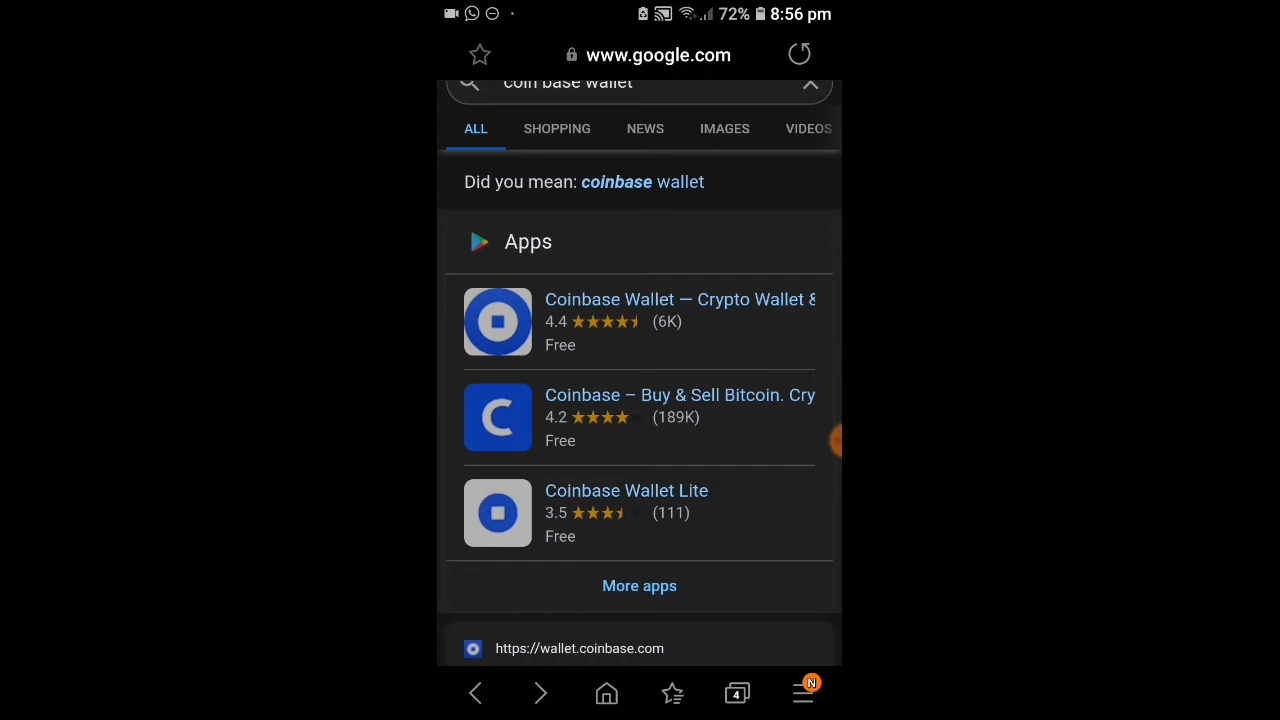 72% 8:56 pm
www.google.com
coin base wallet
ALL SHOPPING NEWS IMAGES VIDEOS
Did you mean: coinbase wallet
Apps
Coinbase Wallet — Crypto Wallet &
4.4 (6K)
Free
C
Coinbase – Buy & Sell Bitcoin. Cry
4.2 (189K)
Free
Coinbase Wallet Lite
3.5 (111)
Free
More apps
https://wallet.coinbase.com
4
N